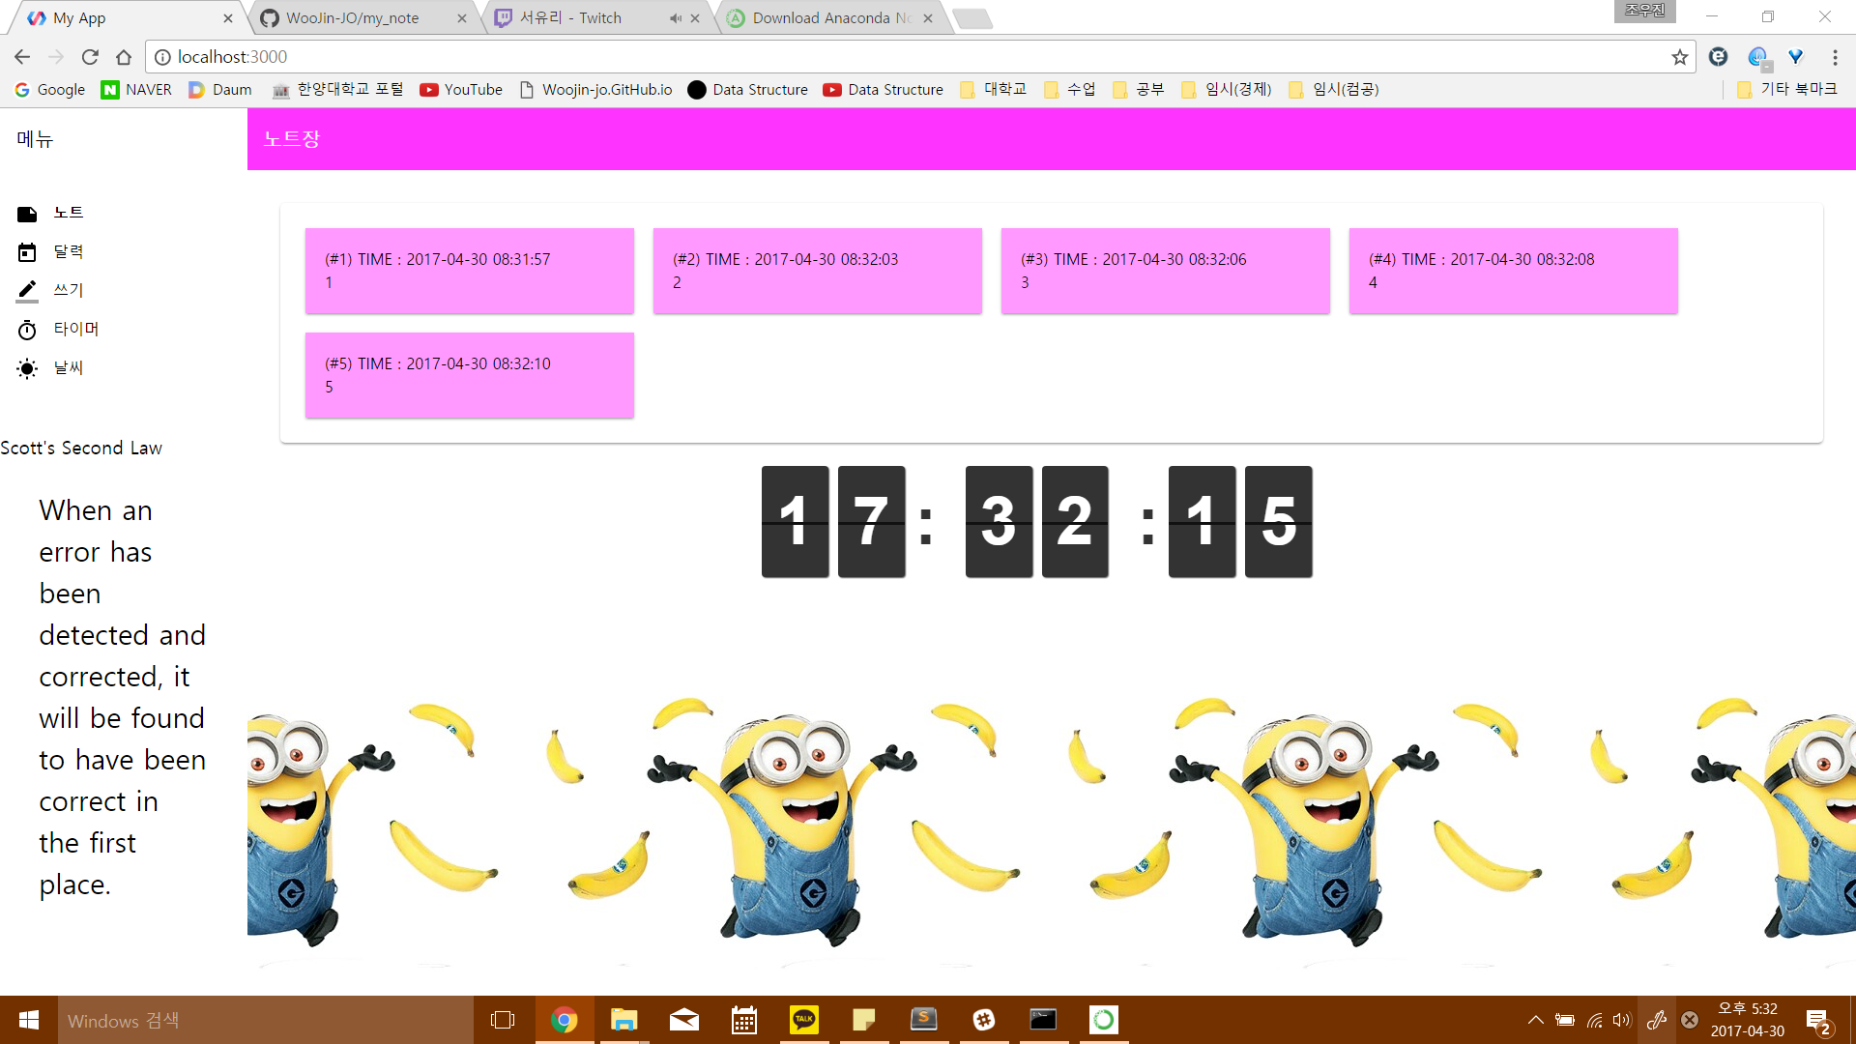 My App
WooJin-JO/my_note
서유리 - Twitch
Download Anaconda N
조우진
localhost:3000
Google
NAVER
Daum
한양대학교 포털
YouTube
Woojin-jo.GitHub.io
Data Structure
Data Structure
대학교
수업
공부
임시(경제)
임시(컴공)
기타 북마크
메뉴
노트장
노트
달력
쓰기
타이머
날씨
(#1) TIME : 2017-04-30 08:31:57
1
(#2) TIME : 2017-04-30 08:32:03
2
(#3) TIME : 2017-04-30 08:32:06
3
(#4) TIME : 2017-04-30 08:32:08
4
(#5) TIME : 2017-04-30 08:32:10
5
17 : 32 : 15
Scott's Second Law
When an
error has
been
detected and
corrected, it
will be found
to have been
correct in
the first
place.
Windows 검색
TALK
오후 5:32
2017-04-30
2